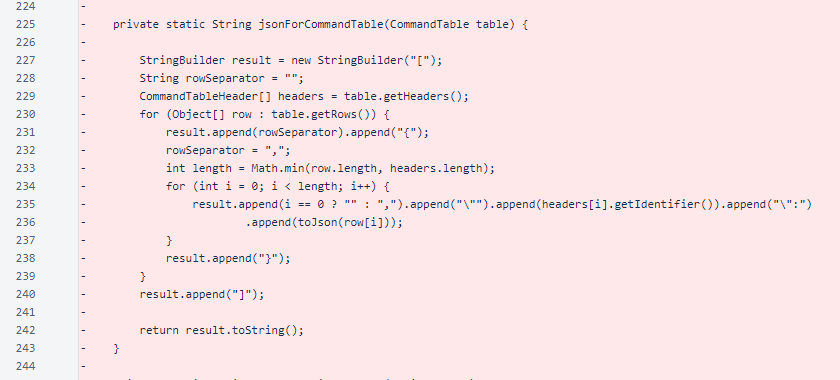 224 -
225 - private static String jsonForCommandTable(CommandTable table) {
226 -
227 - StringBuilder result = new StringBuilder("[");
228 - String rowSeparator = "";
229 - CommandTableHeader[] headers = table.getHeaders();
230 - for (Object[] row : table.getRows()) {
231 - result.append(rowSeparator).append("{");
232 - rowSeparator = ",";
233 - int length = Math.min(row.length, headers.length);
234 - for (int i = 0; i < length; i++) {
235 - result.append(i == 0 ? "" : ",").append("\"").append(headers[i].getIdentifier()).append("\":")
236 - .append(toJson(row[i]));
237 - }
238 - result.append("}");
239 - }
240 - result.append("]");
241 -
242 - return result.toString();
243 - }
244 -